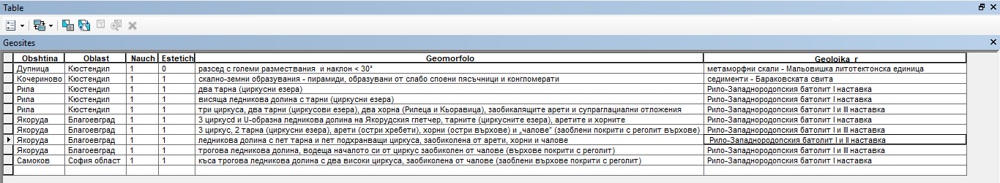 Table
Geosites
Obshtina Oblast Nauch Estetich Geomorfolo Geolojka_r
Дупница Кюстендил 1 0 разсед с големи размествания и наклон < 30° метаморфни скали - Мальовишка литотектонска единица
Кочериново Кюстендил 1 1 скално-земни образувания - пирамиди, образувани от слабо споени пясъчници и конгломерати седименти - Бараковската свита
Рила Кюстендил 1 1 два тарна (циркусни езера) Рило-Западнородопския батолит I наставка
Рила Кюстендил 1 1 висяща ледникова долина с тарни (циркусни езера) Рило-Западнородопския батолит I наставка
Рила Кюстендил 1 1 три циркуса, два тарна (циркусови езера), два хорна (Рилеца и Кьоравица), заобикалящите арети и супраглациални отложения Рило-Западнородопския батолит I и III наставка
Якоруда Благоевград 1 1 3 циркусd и U-образна ледникова долина на Якорудския глетчер, тарните (циркусните езера), аретите и хорните Рило-Западнородопския батолит I наставка
Якоруда Благоевград 1 1 3 циркус, 2 тарна (циркусни езера), арети (остри хребети), хорни (остри върхове) и „чалове” (заоблени покрити с реголит върхове) Рило-Западнородопския батолит I и III наставка
Якоруда Благоевград 1 1 ледникова долина с пет тарна и пет подхранващи циркуса, заобиколена от арети, хорни и чалове Рило-Западнородопския батолит I и II наставка
Якоруда Благоевград 1 1 трогова ледникова долина, водеща началото си от циркус заобиколен от чалове (върхове покрити с реголит) Рило-Западнородопския батолит I и III наставка
Самоков София област 1 1 къса трогова ледникова долина с два високи циркуса, заобиколена от чалове (заоблени върхове покрити с реголит) Рило-Западнородопския батолит I наставка